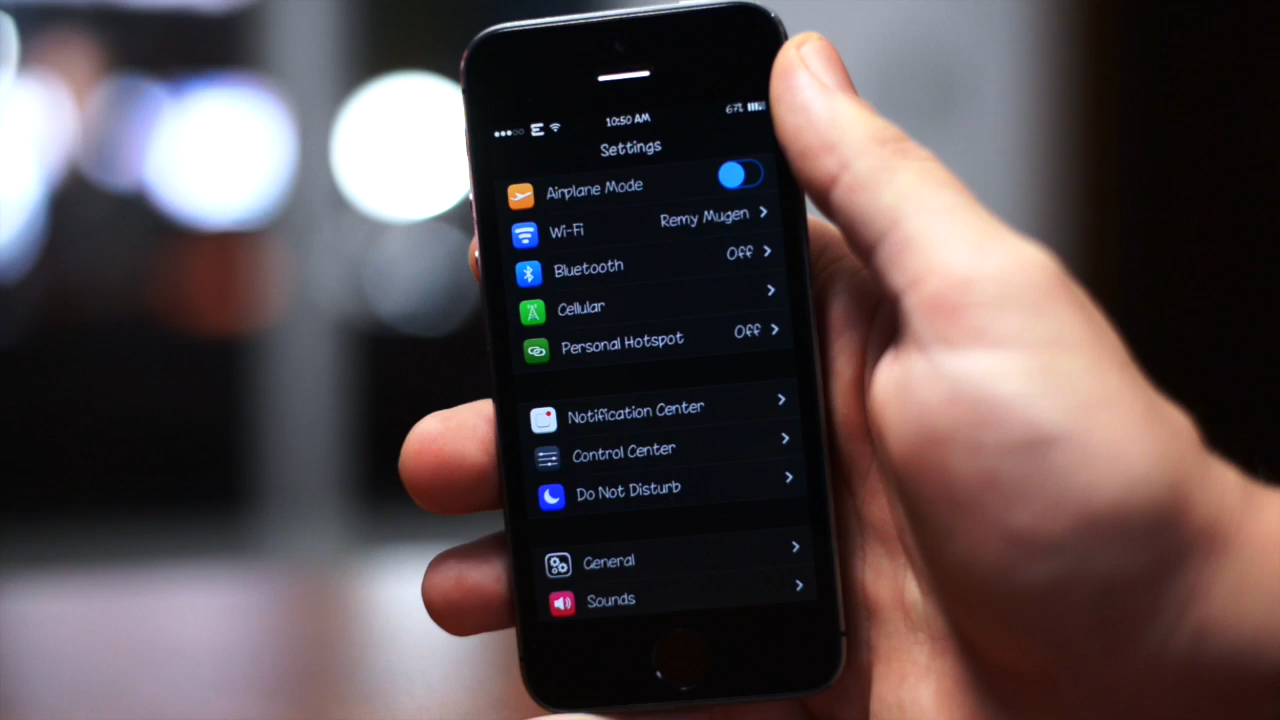 10:50 AM
67%
Settings
Airplane Mode
Wi-Fi Remy Mugen
Bluetooth Off
Cellular
Personal Hotspot Off
Notification Center
Control Center
Do Not Disturb
General
Sounds